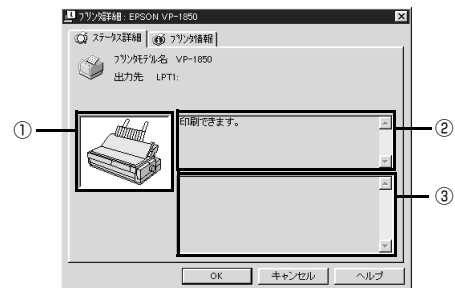 プリンタ詳細 : EPSON VP-1850
ステータス詳細 プリンタ情報
プリンタモデル名 VP-1850
出力先 LPT1:
印刷できます。
①
②
③
OK キャンセル ヘルプ